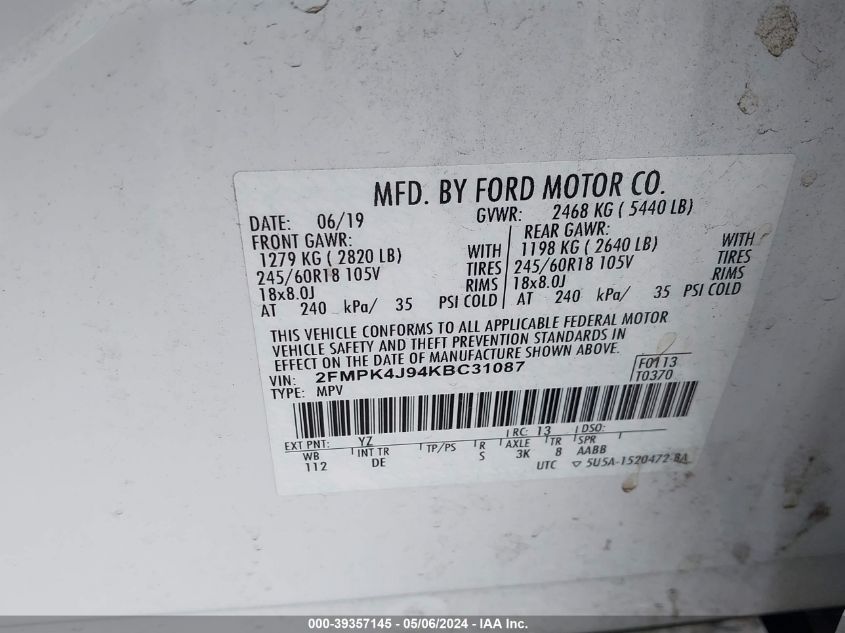 MFD. BY FORD MOTOR CO.
DATE: 06/19 GVWR: 2468 KG ( 5440 LB)
FRONT GAWR: REAR GAWR:
1279 KG ( 2820 LB) WITH 1198 KG ( 2640 LB) WITH
245/60R18 105V TIRES 245/60R18 105V TIRES
18x8.0J RIMS 18x8.0J RIMS
AT 240 kPa/ 35 PSI COLD AT 240 kPa/ 35 PSI COLD
THIS VEHICLE CONFORMS TO ALL APPLICABLE FEDERAL MOTOR
VEHICLE SAFETY AND THEFT PREVENTION STANDARDS IN
EFFECT ON THE DATE OF MANUFACTURE SHOWN ABOVE.
VIN: 2FMPK4J94KBC31087 F0113
TYPE: MPV T0370
RC: 13 DSO:
EXT PNT: YZ
WB INT TR TP/PS R AXLE TR SPR
112 DE S 3K 8 AABB
UTC 5U5A-1520472-BA
000-39357145 - 05/06/2024 - IAA Inc.